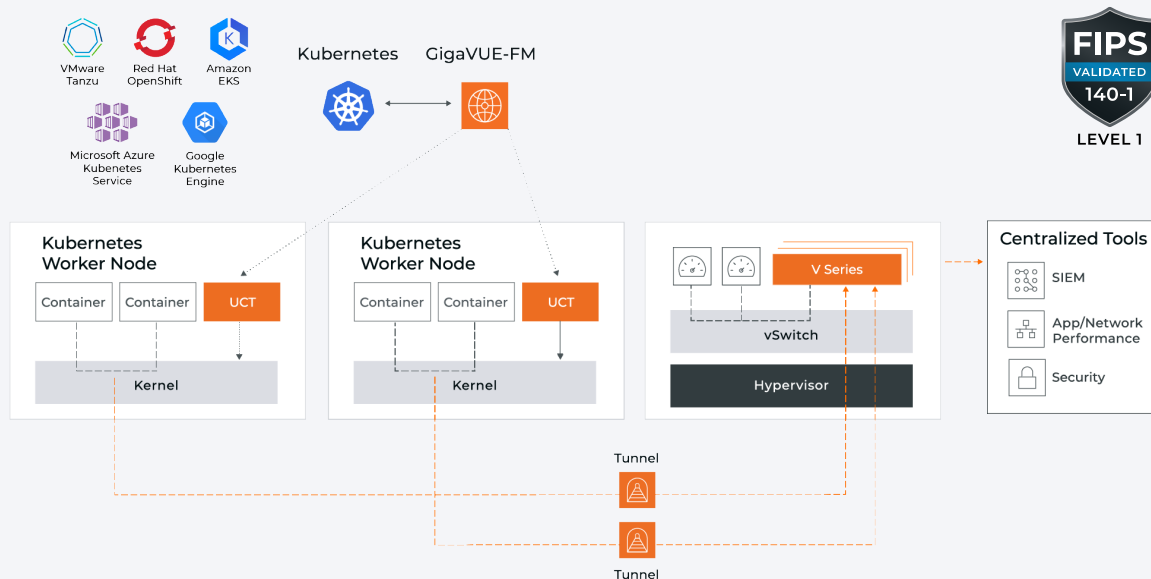 VMware
Tanzu
Red Hat
OpenShift
Amazon
EKS
Microsoft Azure
Kubenetes
Service
Google
Kubernetes
Engine
Kubernetes
GigaVUE-FM
FIPS
VALIDATED
140-1
LEVEL 1
Kubernetes
Worker Node
Container
Container
UCT
Kernel
Kubernetes
Worker Node
Container
Container
UCT
Kernel
V Series
vSwitch
Hypervisor
Centralized Tools
SIEM
App/Network
Performance
Security
Tunnel
Tunnel